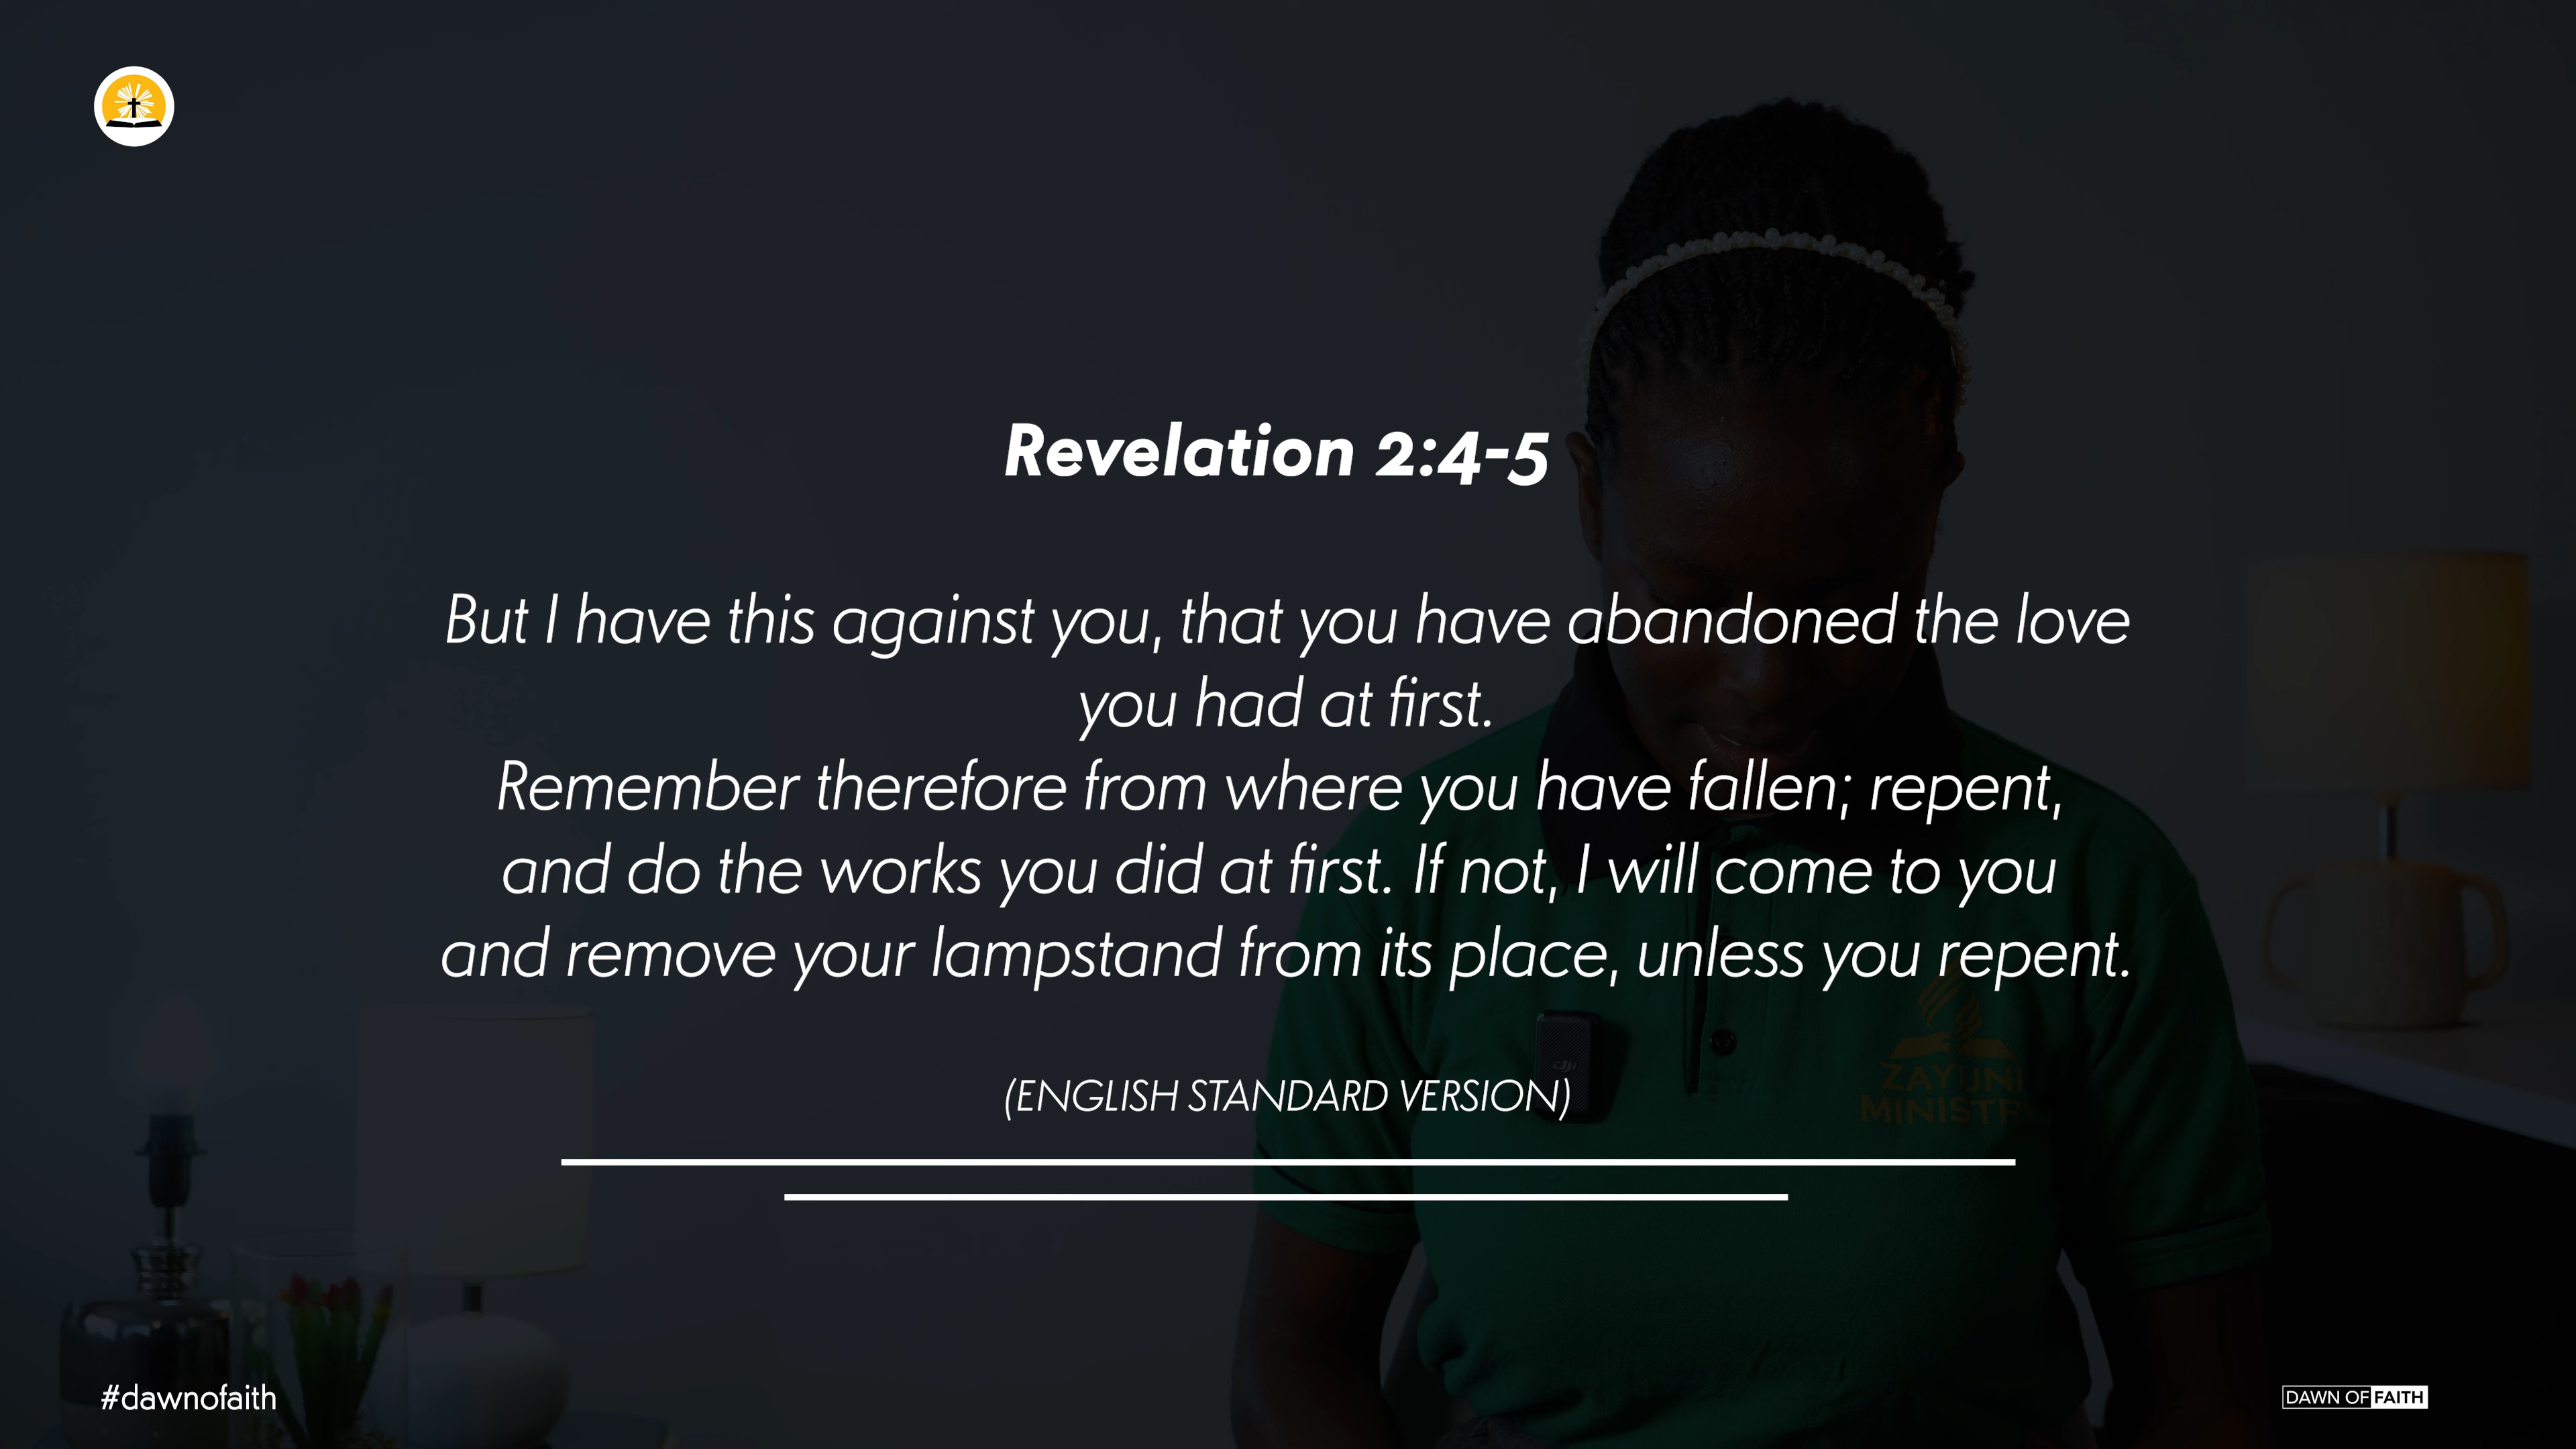 Revelation 2:4-5
But I have this against you, that you have abandoned the love
you had at first.
Remember therefore from where you have fallen; repent,
and do the works you did at first. If not, I will come to you
and remove your lampstand from its place, unless you repent.
(ENGLISH STANDARD VERSION)
dji
ZAYUNI
MINISTR
#dawnofaith
DAWN OF FAITH